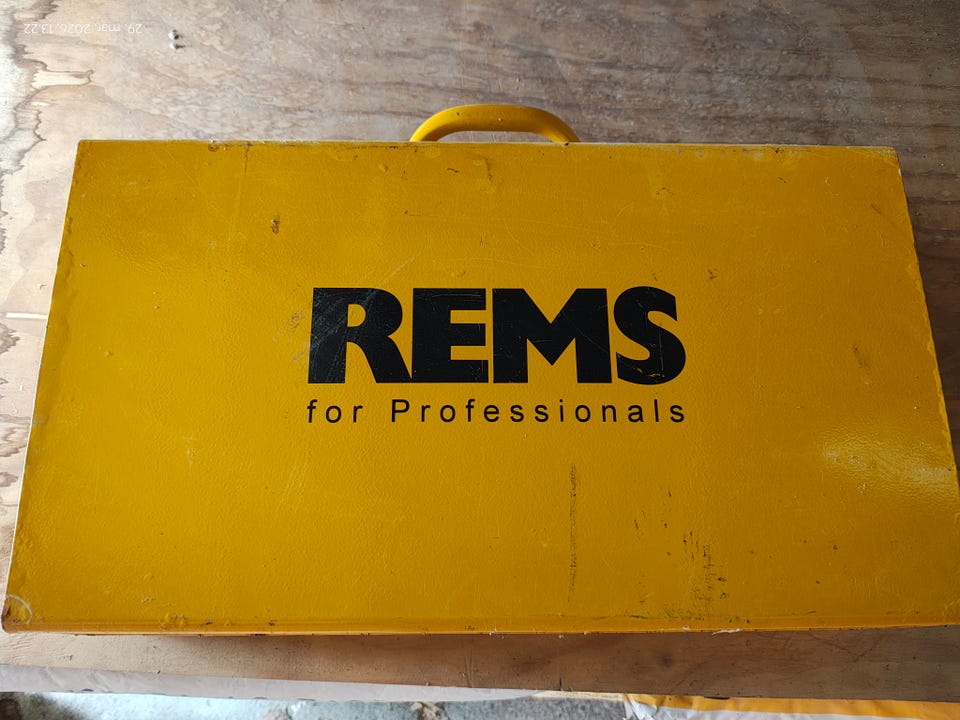 29. mar. 2026, 13.22
REMS
for Professionals